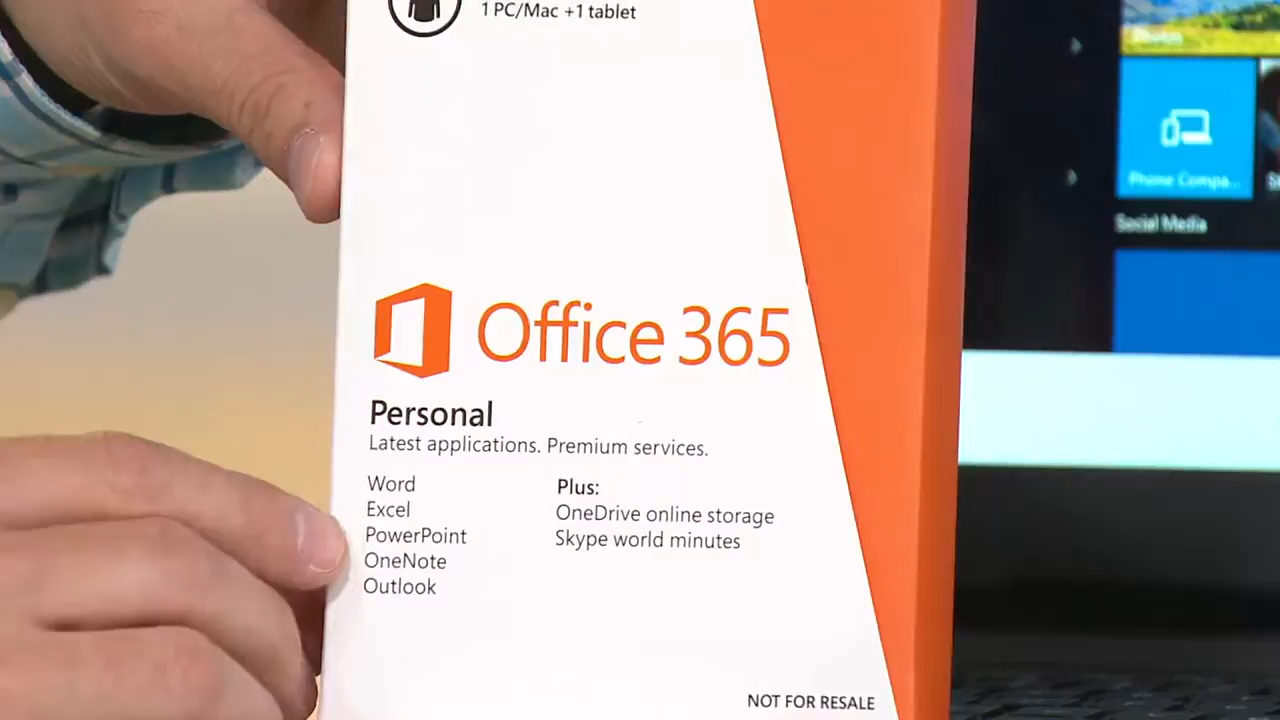 1 PC/Mac +1 tablet
Office 365
Personal
Latest applications. Premium services.
Word
Excel
PowerPoint
OneNote
Outlook
Plus:
OneDrive online storage
Skype world minutes
NOT FOR RESALE
Photos
Phone Compa...
Social Media